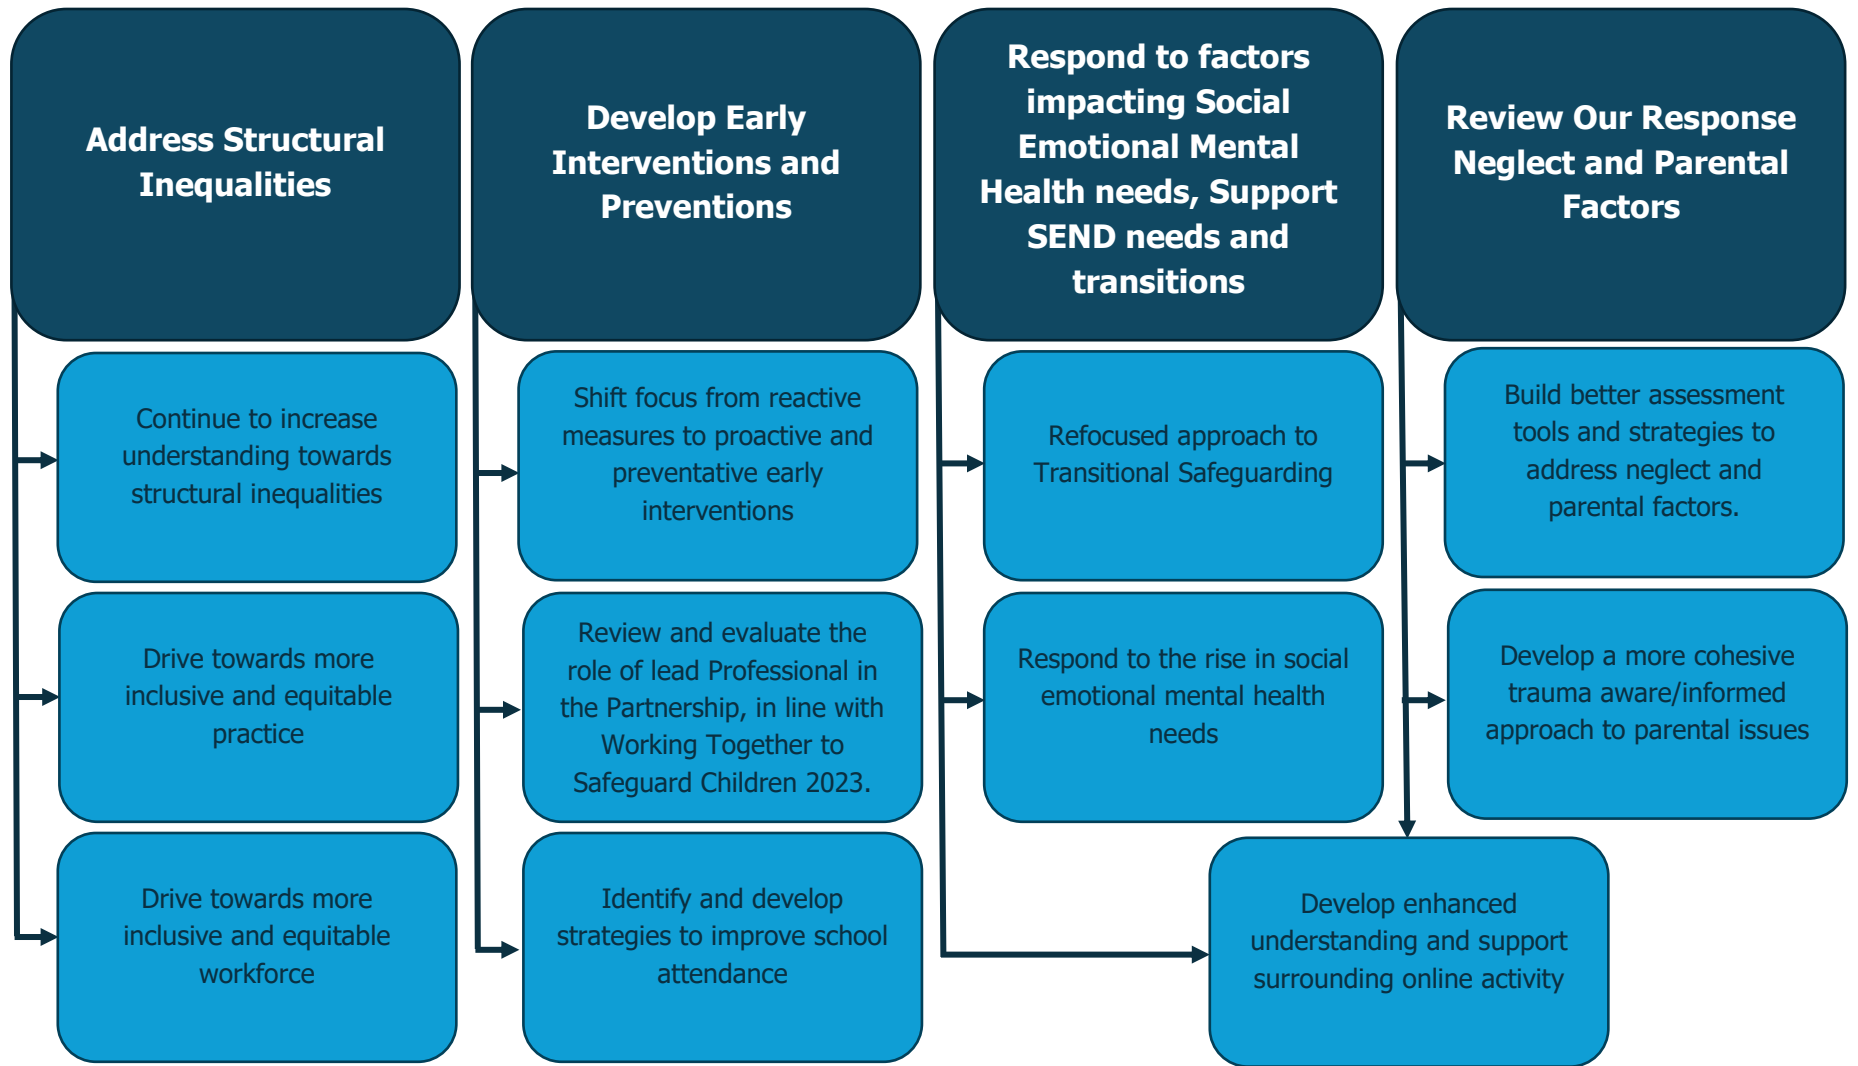 Address Structural
Inequalities
Continue to increase
understanding towards
structural inequalities
Drive towards more
inclusive and equitable
practice
Drive towards more
inclusive and equitable
workforce
Develop Early
Interventions and
Preventions
Shift focus from reactive
measures to proactive and
preventative early
interventions
Review and evaluate the
role of lead Professional in
the Partnership, in line with
Working Together to
Safeguard Children 2023.
Identify and develop
strategies to improve school
attendance
Respond to factors
impacting Social
Emotional Mental
Health needs, Support
SEND needs and
transitions
Refocused approach to
Transitional Safeguarding
Respond to the rise in social
emotional mental health
needs
Review Our Response
Neglect and Parental
Factors
Build better assessment
tools and strategies to
address neglect and
parental factors.
Develop a more cohesive
trauma aware/informed
approach to parental issues
Develop enhanced
understanding and support
surrounding online activity